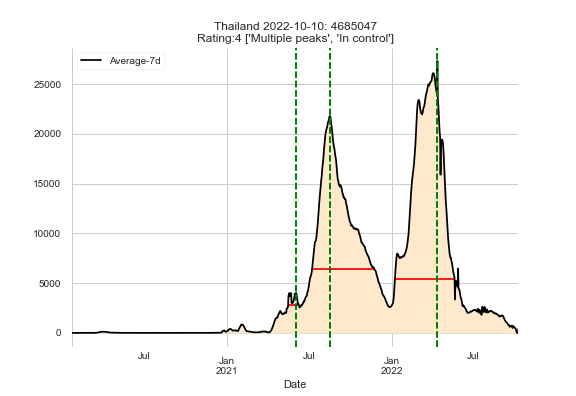 Thailand 2022-10-10: 4685047
Rating:4 ['Multiple peaks', 'In control']
Average-7d
25000
20000
15000
10000
5000
0
Jul
Jan
2021
Jul
Jan
2022
Jul
Date